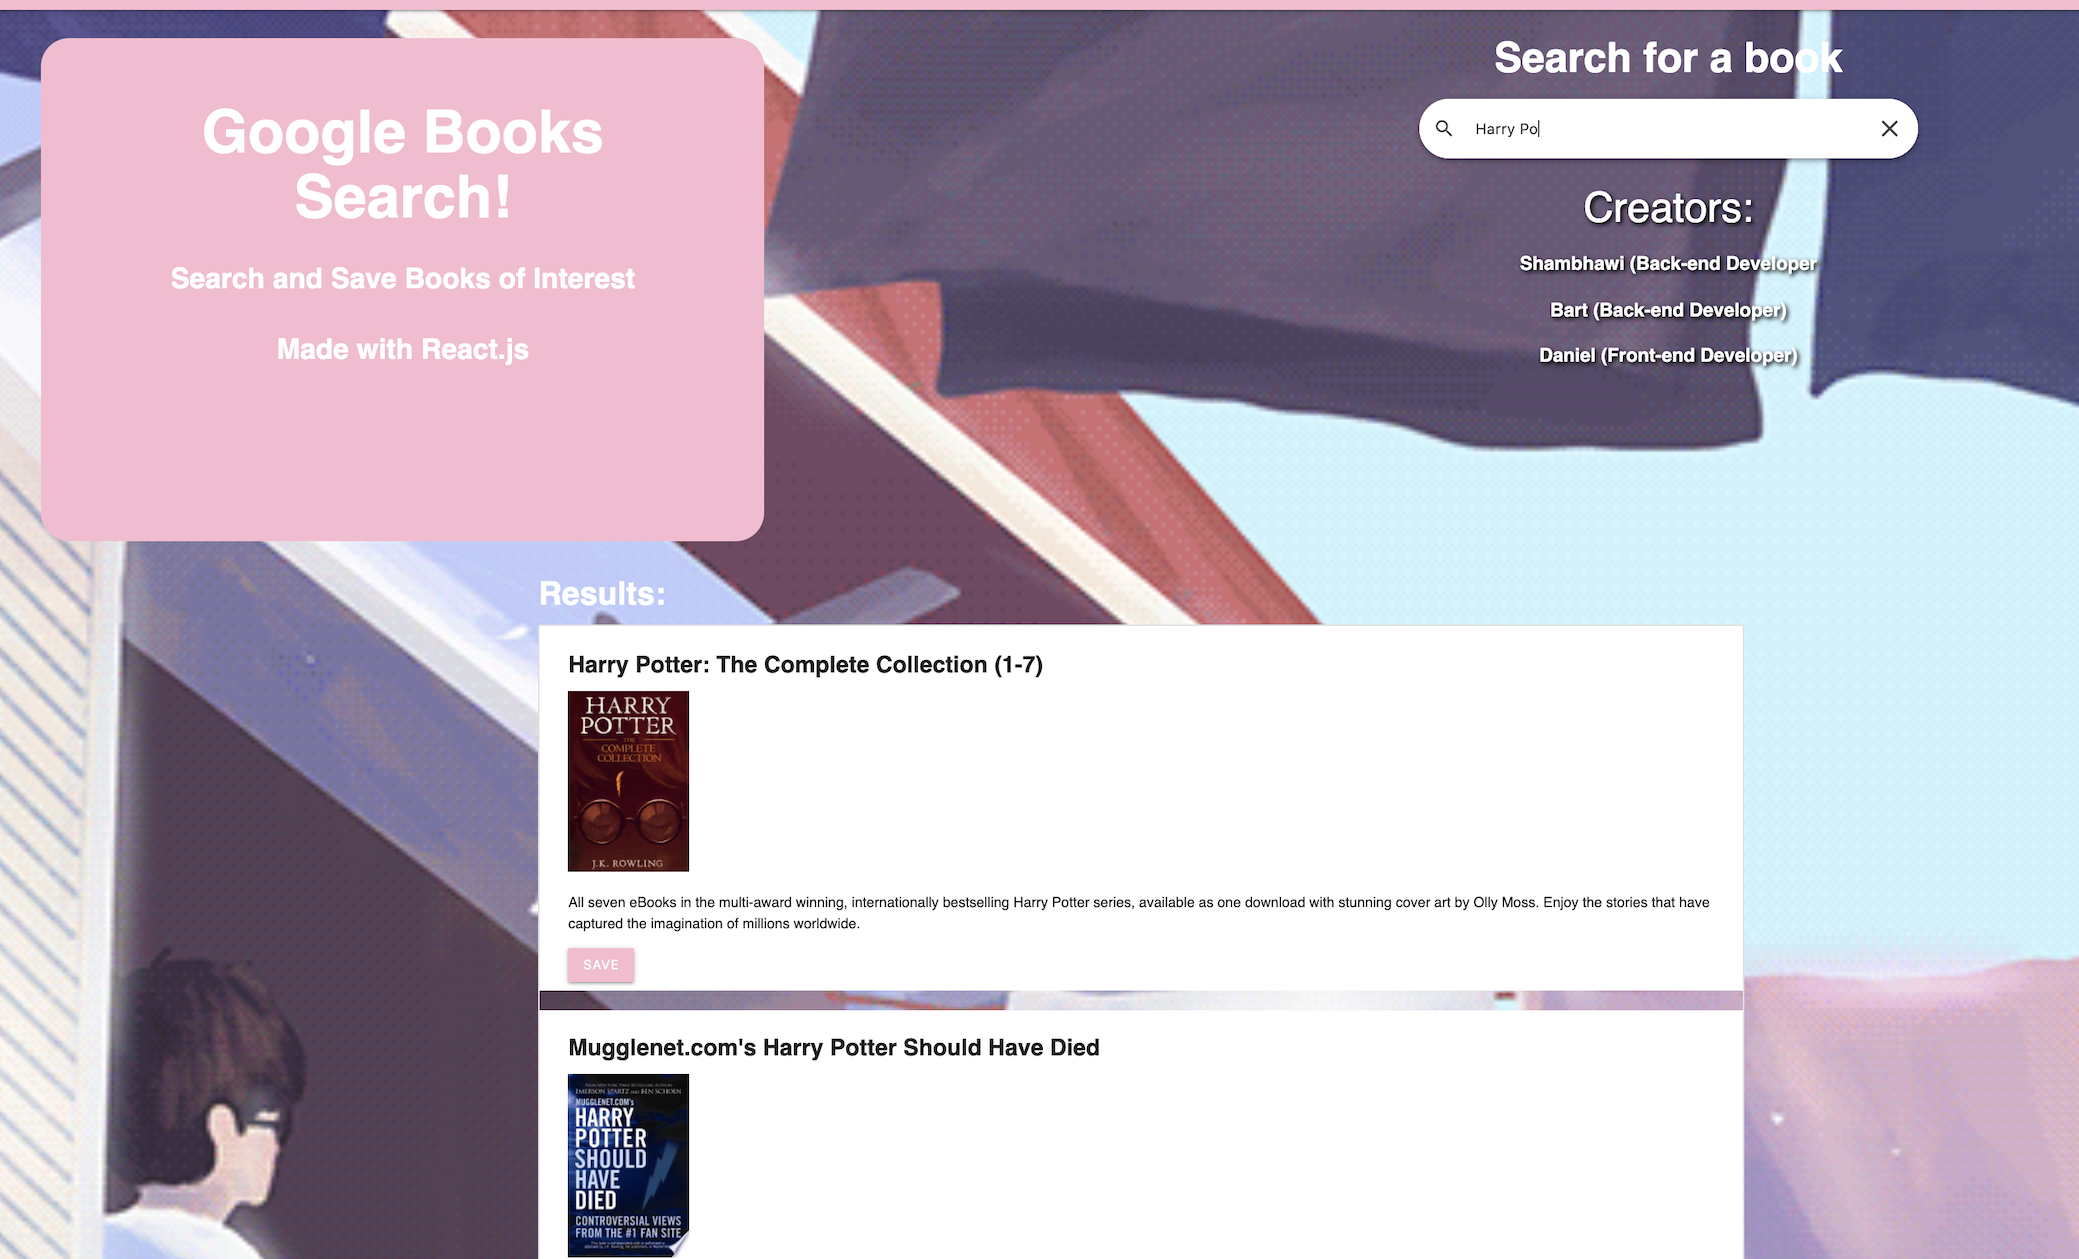 Google Books
Search!
Search and Save Books of Interest
Made with React.js
Search for a book
Harry Po
Creators:
Shambhawi (Back-end Developer
Bart (Back-end Developer)
Daniel (Front-end Developer)
Results:
Harry Potter: The Complete Collection (1-7)
HARRY
POTTER
THE
COMPLETE
COLLECTION
J.K. ROWLING
All seven eBooks in the multi-award winning, internationally bestselling Harry Potter series, available as one download with stunning cover art by Olly Moss. Enjoy the stories that have
captured the imagination of millions worldwide.
SAVE
Mugglenet.com's Harry Potter Should Have Died
EMERSON SPARTZ AND BEN SCHOEN
MUGGLENET.COM's
HARRY
POTTER
SHOULD
HAVE
DIED
CONTROVERSIAL VIEWS
FROM THE #1 FAN SITE